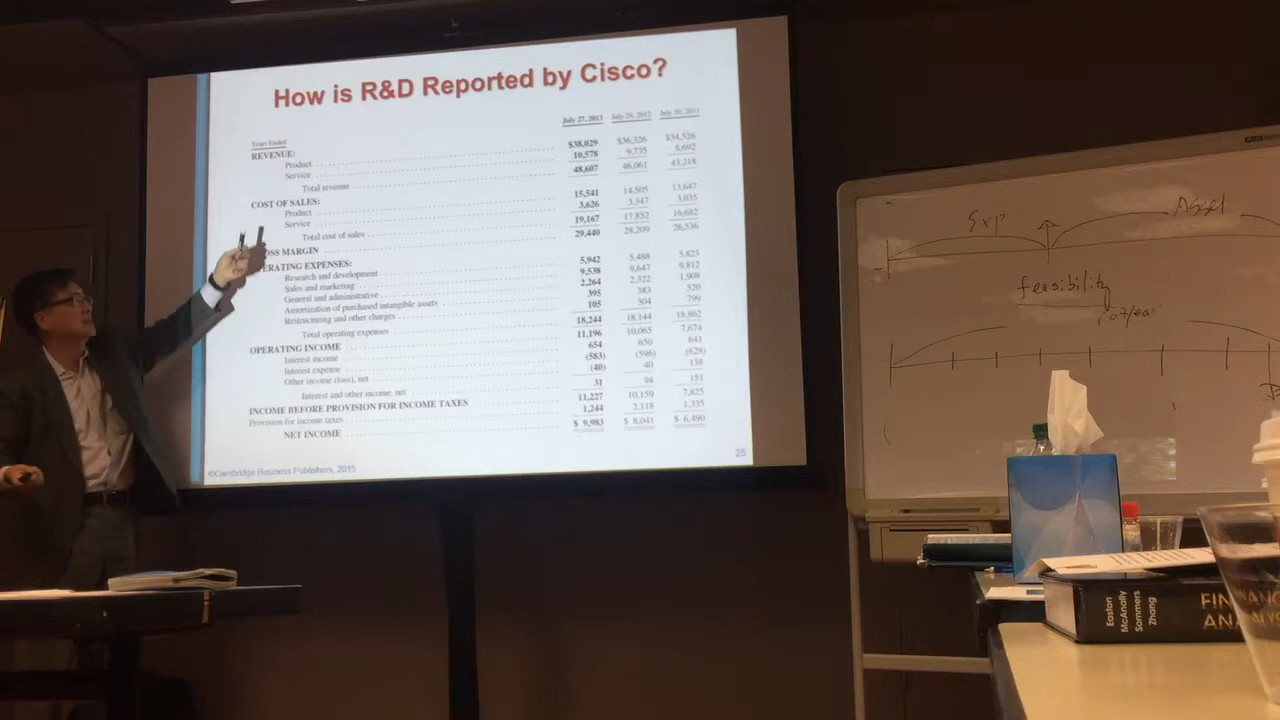 How is R&D Reported by Cisco?
Years Ended July 27, 2013 July 28, 2012 July 30, 2011
REVENUE:
Product $38,029 $36,326 $34,526
Service 10,578 9,735 8,692
Total revenue 48,607 46,061 43,218
COST OF SALES:
Product 15,541 14,505 13,647
Service 3,626 3,347 3,035
Total cost of sales 19,167 17,852 16,682
OSS MARGIN 29,440 28,209 26,536
ERATING EXPENSES:
Research and development 5,942 5,488 5,823
Sales and marketing 9,538 9,647 9,812
General and administrative 2,264 2,322 1,908
Amortization of purchased intangible assets 395 383 520
Restructuring and other charges 105 304 799
Total operating expenses 18,244 18,144 18,862
OPERATING INCOME 11,196 10,065 7,674
Interest income 654 650 641
Interest expense (583) (596) (628)
Other income (loss), net (40) 40 138
Interest and other income, net 31 94 151
INCOME BEFORE PROVISION FOR INCOME TAXES 11,227 10,159 7,825
Provision for income taxes 1,244 2,118 1,335
NET INCOME $ 9,983 $ 8,041 $ 6,490
©Cambridge Business Publishers, 2015
25
Exp Asset
feasibility
Easton
McAnally
Sommers
Zhang
FINANC
ANALYS